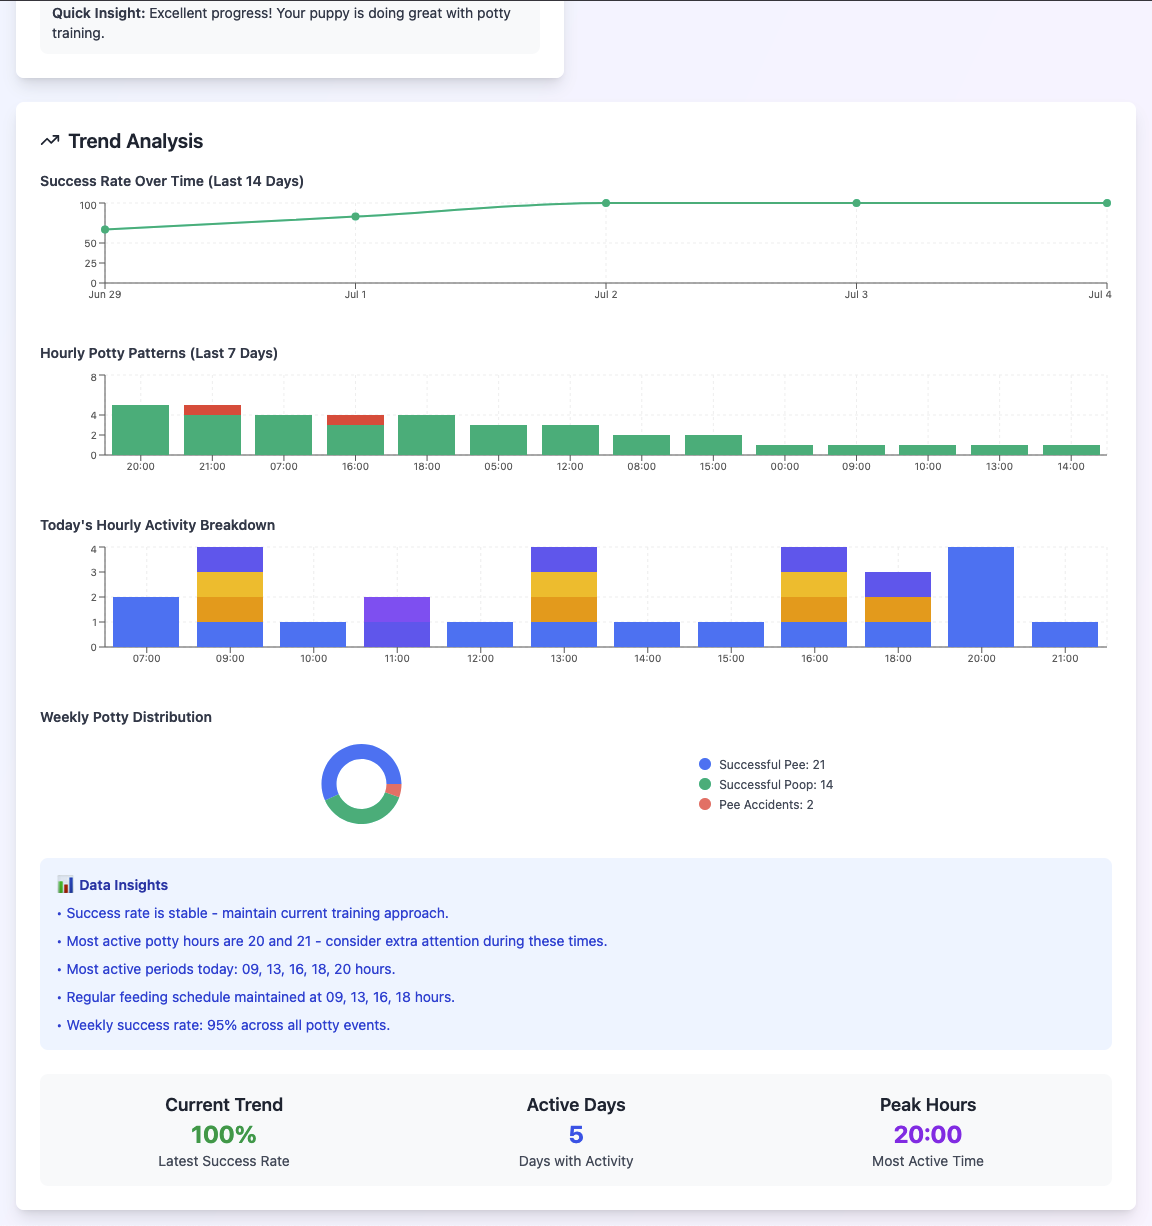 Quick Insight: Excellent progress! Your puppy is doing great with potty
training.
Trend Analysis
Success Rate Over Time (Last 14 Days)
100
50
25
0
Jun 29 Jul 1 Jul 2 Jul 3 Jul 4
Hourly Potty Patterns (Last 7 Days)
8
4
2
0
20:00 21:00 07:00 16:00 18:00 05:00 12:00 08:00 15:00 00:00 09:00 10:00 13:00 14:00
Today's Hourly Activity Breakdown
4
3
2
1
0
07:00 09:00 10:00 11:00 12:00 13:00 14:00 15:00 16:00 18:00 20:00 21:00
Weekly Potty Distribution
Successful Pee: 21
Successful Poop: 14
Pee Accidents: 2
📊 Data Insights
• Success rate is stable - maintain current training approach.
• Most active potty hours are 20 and 21 - consider extra attention during these times.
• Most active periods today: 09, 13, 16, 18, 20 hours.
• Regular feeding schedule maintained at 09, 13, 16, 18 hours.
• Weekly success rate: 95% across all potty events.
Current Trend
100%
Latest Success Rate
Active Days
5
Days with Activity
Peak Hours
20:00
Most Active Time